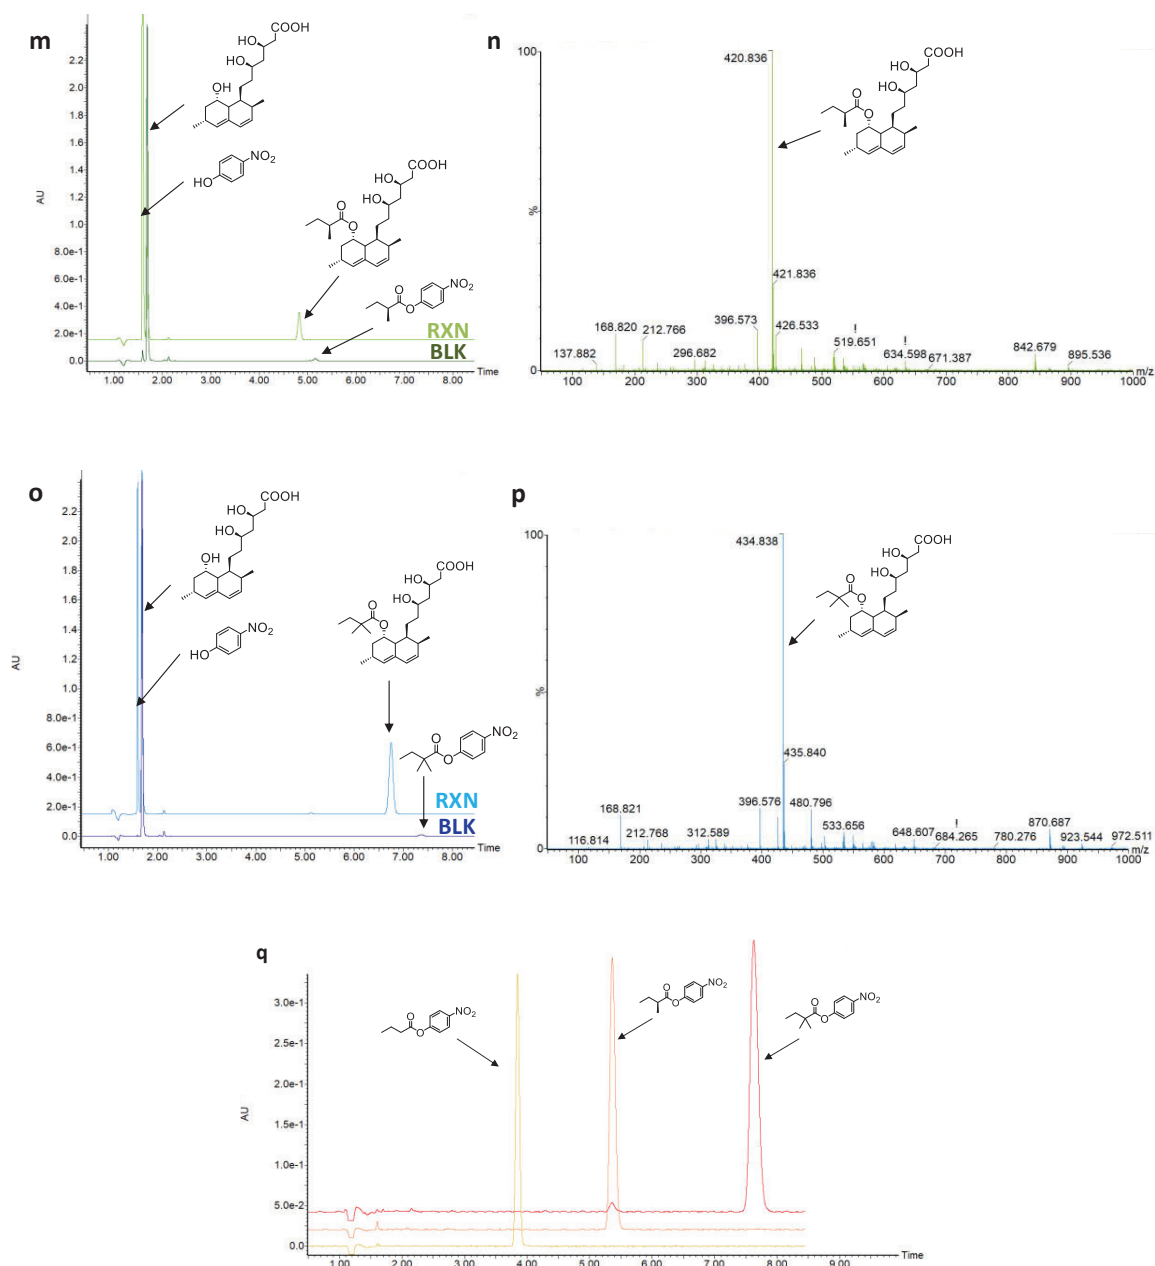 m
AU
2.2
2.0
1.8
1.6
1.4
1.2
1.0
8.0e-1
6.0e-1
4.0e-1
2.0e-1
0.0
1.00 2.00 3.00 4.00 5.00 6.00 7.00 8.00 Time
COOH
HO
HO
OH
NO2
HO
COOH
HO
HO
O
O
NO2
O
O
RXN
BLK
n
100
%
0
420.836
421.836
426.533
396.573
168.820
212.766
137.882
296.682
!
519.651
!
634.598
671.387
842.679
895.536
100 200 300 400 500 600 700 800 900 1000 m/z
COOH
HO
HO
O
O
o
AU
2.2
2.0
1.8
1.6
1.4
1.2
1.0
8.0e-1
6.0e-1
4.0e-1
2.0e-1
0.0
1.00 2.00 3.00 4.00 5.00 6.00 7.00 8.00 Time
COOH
HO
HO
OH
NO2
HO
COOH
HO
HO
O
O
NO2
O
O
RXN
BLK
p
100
%
0
434.838
435.840
396.576
480.796
168.821
212.768
116.814
312.589
533.656
648.607
!
684.265
780.276
870.687
923.544
972.511
100 200 300 400 500 600 700 800 900 1000 m/z
COOH
HO
HO
O
O
q
AU
3.0e-1
2.5e-1
2.0e-1
1.5e-1
1.0e-1
5.0e-2
0.0
1.00 2.00 3.00 4.00 5.00 6.00 7.00 8.00 9.00 Time
NO2
O
O
NO2
O
O
NO2
O
O